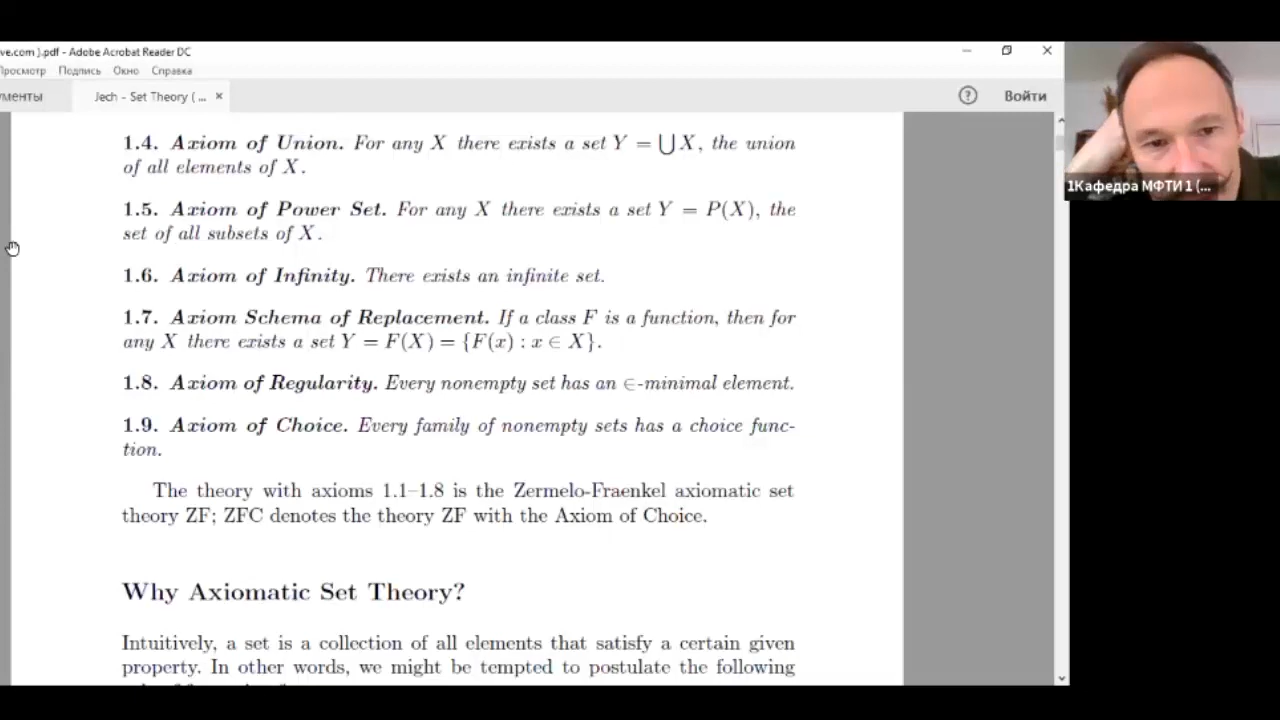 ve.com ).pdf - Adobe Acrobat Reader DC
Просмотр Подпись Окно Справка
ументы Jech - Set Theory ( ... × ? Войти
1.4. Axiom of Union. For any X there exists a set Y = ⋃ X, the union
of all elements of X.
1.5. Axiom of Power Set. For any X there exists a set Y = P(X), the
set of all subsets of X.
1.6. Axiom of Infinity. There exists an infinite set.
1.7. Axiom Schema of Replacement. If a class F is a function, then for
any X there exists a set Y = F(X) = {F(x) : x ∈ X}.
1.8. Axiom of Regularity. Every nonempty set has an ∈-minimal element.
1.9. Axiom of Choice. Every family of nonempty sets has a choice func-
tion.
The theory with axioms 1.1–1.8 is the Zermelo-Fraenkel axiomatic set
theory ZF; ZFC denotes the theory ZF with the Axiom of Choice.
Why Axiomatic Set Theory?
Intuitively, a set is a collection of all elements that satisfy a certain given
property. In other words, we might be tempted to postulate the following
1Кафедра МФТИ 1 (...